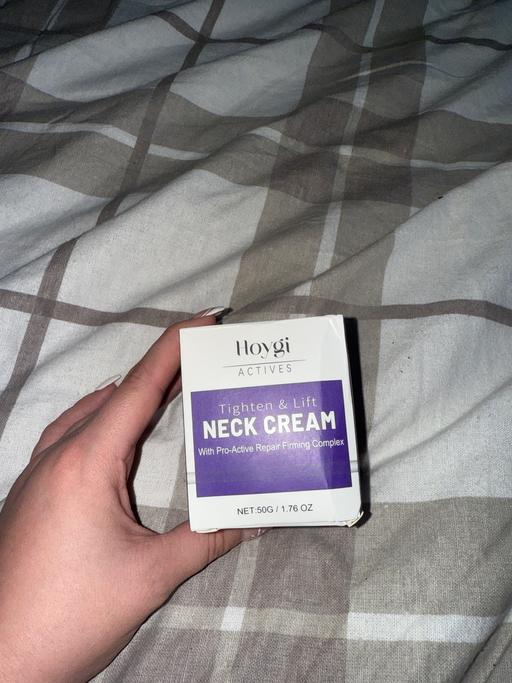 Hoygi
ACTIVES
Tighten & Lift
NECK CREAM
With Pro-Active Repair Firming Complex
NET:50G / 1.76 OZ